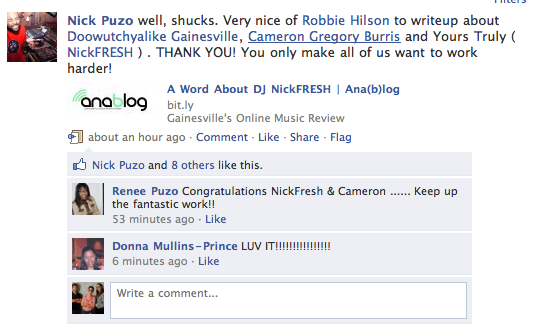 Filters
Nick Puzo well, shucks. Very nice of Robbie Hilson to writeup about
Doowutchyalike Gainesville, Cameron Gregory Burris and Yours Truly (
NickFRESH ) . THANK YOU! You only make all of us want to work
harder!
anablog
A Word About DJ NickFRESH | Ana(b)log
bit.ly
Gainesville's Online Music Review
about an hour ago · Comment · Like · Share · Flag
Nick Puzo and 8 others like this.
Renee Puzo Congratulations NickFresh & Cameron ...... Keep up
the fantastic work!!
53 minutes ago · Like
Donna Mullins-Prince LUV IT!!!!!!!!!!!!!!!!
6 minutes ago · Like
Write a comment...